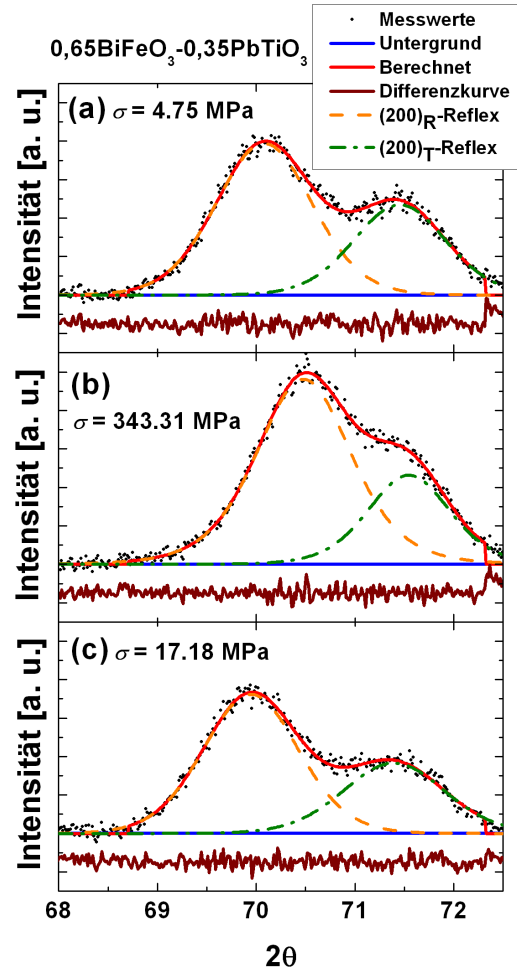 0,65BiFeO3-0,35PbTiO3
Messwerte
Untergrund
Berechnet
Differenzkurve
(200)R-Reflex
(200)T-Reflex
(a) σ = 4.75 MPa
Intensität [a. u.]
(b)
σ = 343.31 MPa
Intensität [a. u.]
(c) σ = 17.18 MPa
Intensität [a. u.]
68 69 70 71 72
2θ